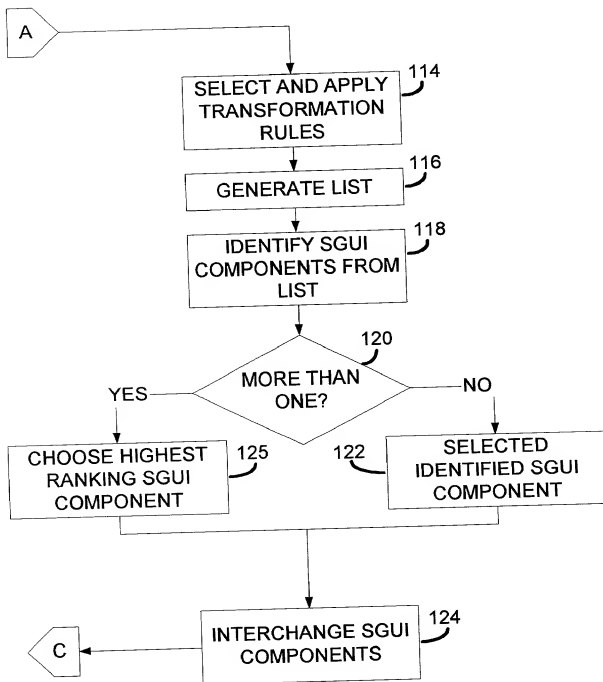 A
SELECT AND APPLY
TRANSFORMATION
RULES
114
GENERATE LIST
116
IDENTIFY SGUI
COMPONENTS FROM
LIST
118
MORE THAN
ONE?
120
YES
NO
CHOOSE HIGHEST
RANKING SGUI
COMPONENT
125
122
SELECTED
IDENTIFIED SGUI
COMPONENT
INTERCHANGE SGUI
COMPONENTS
124
C